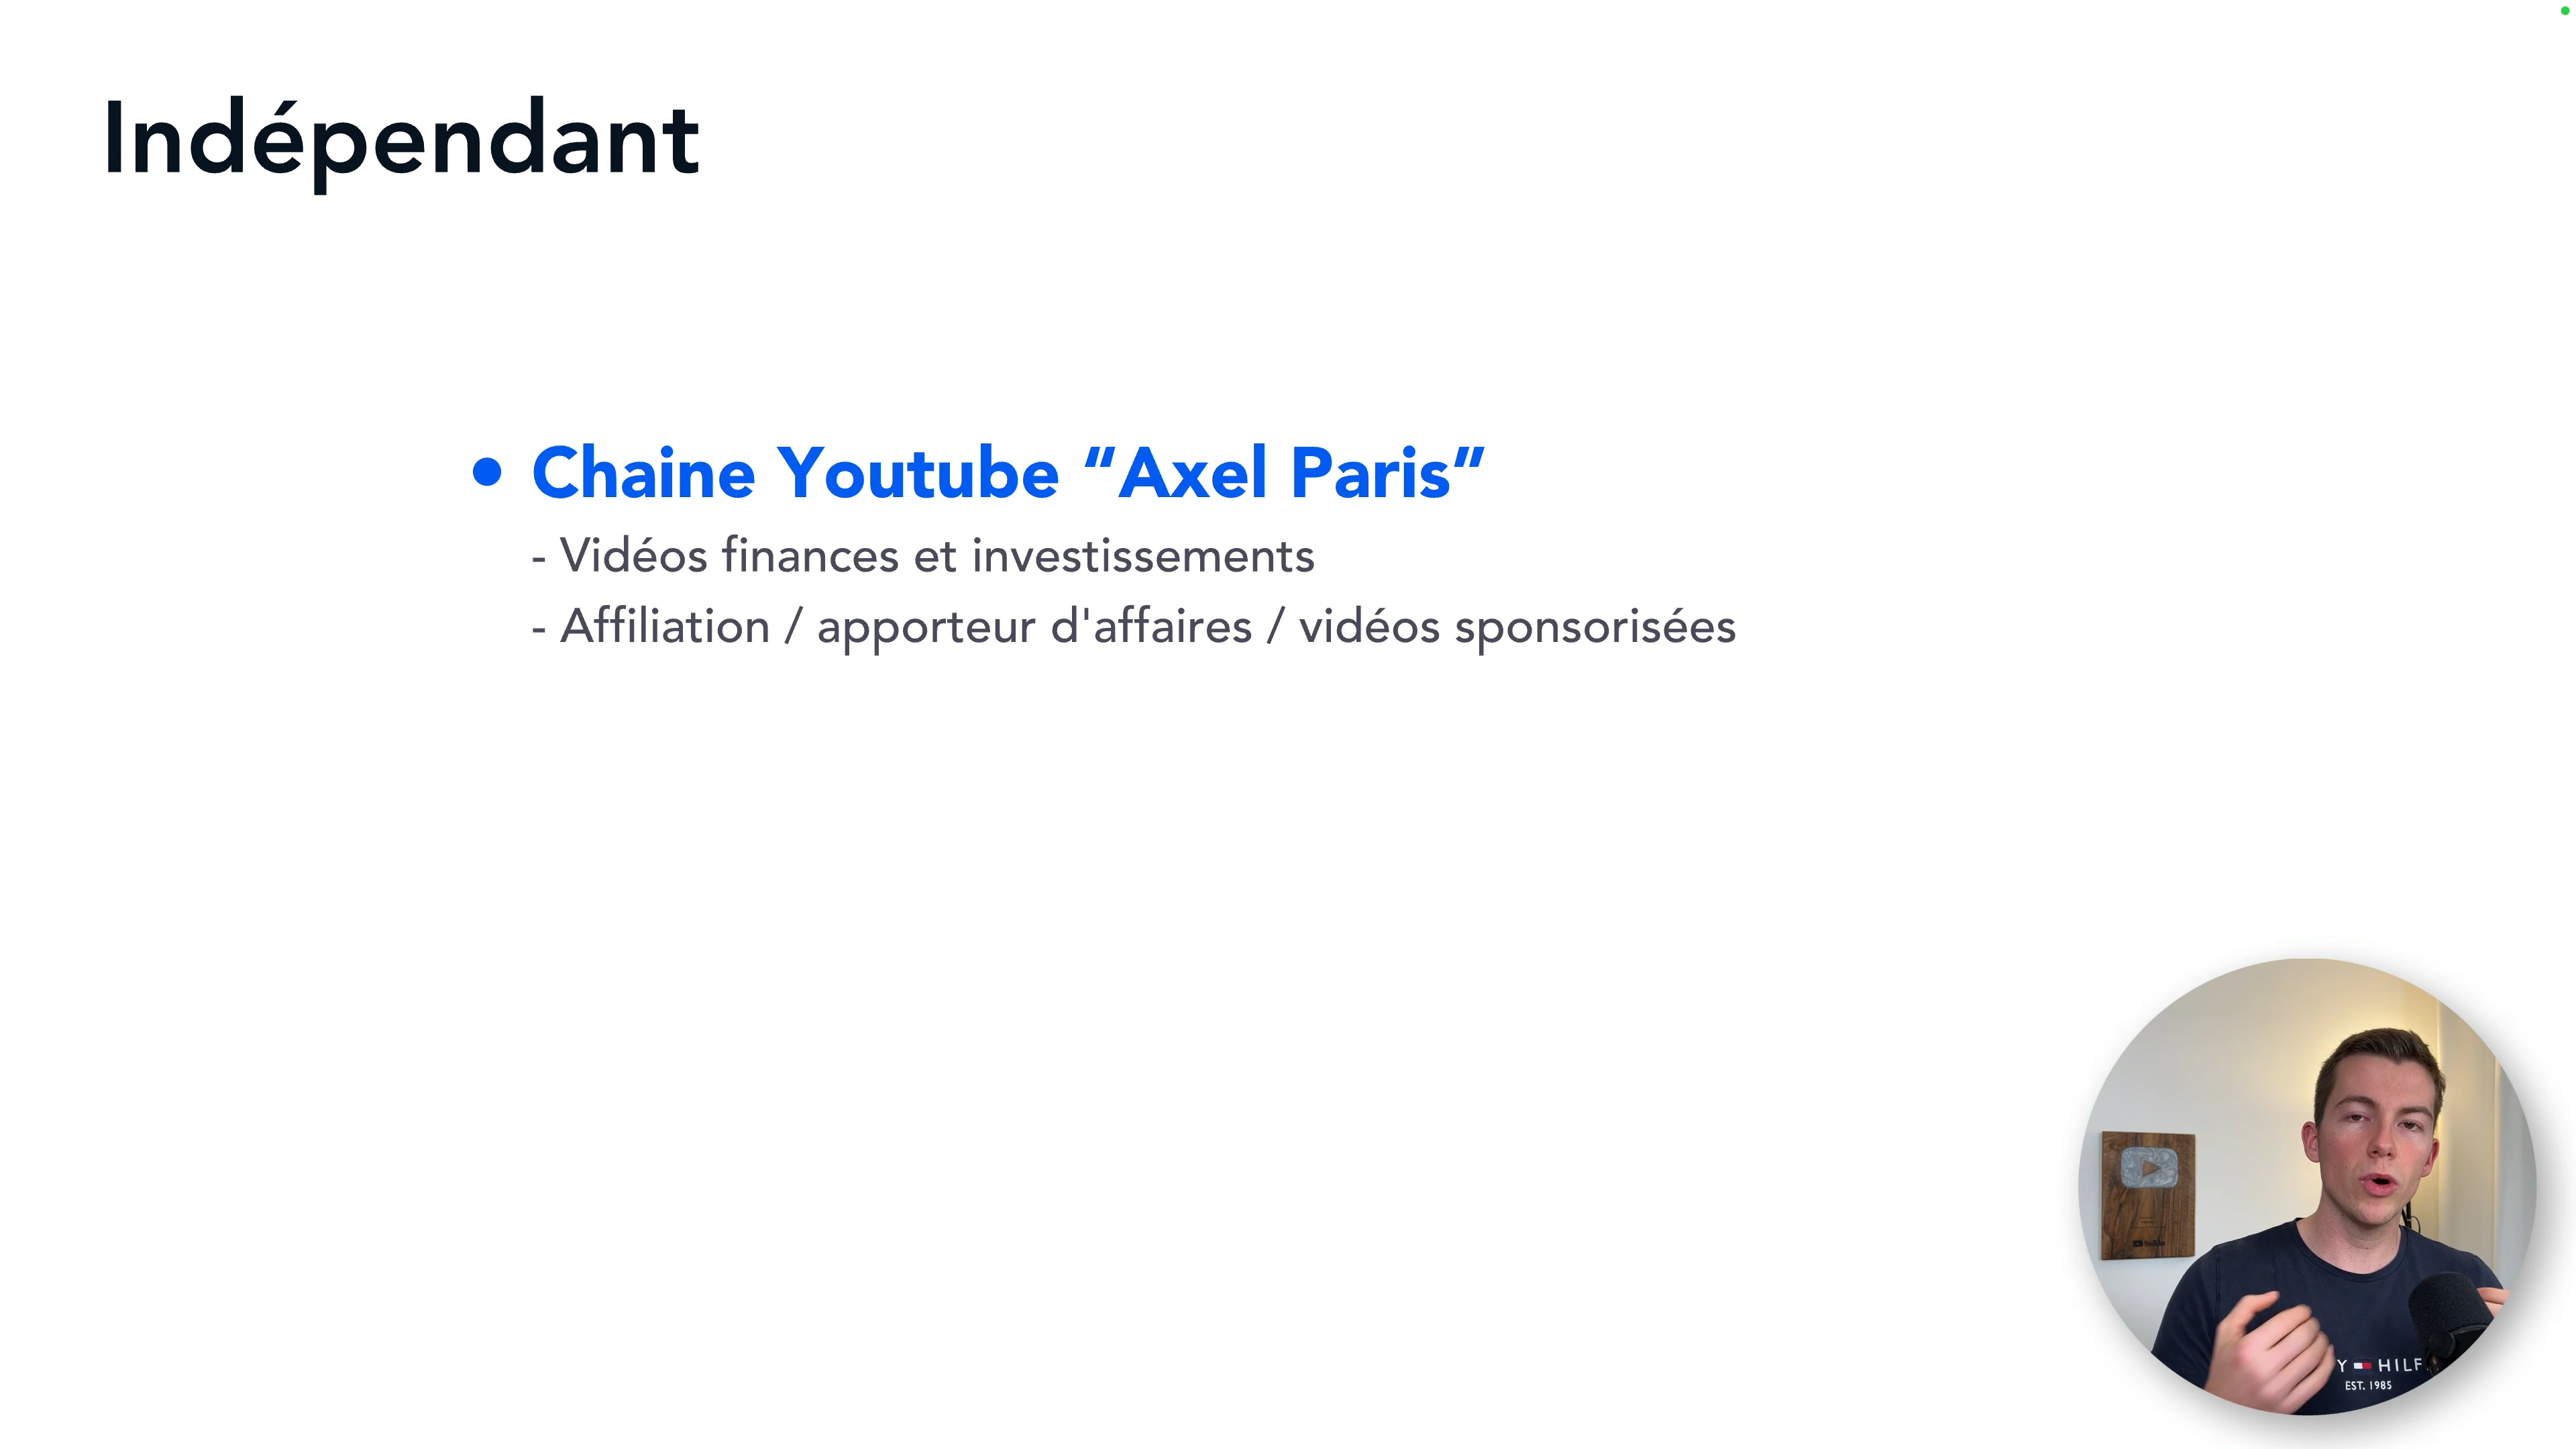 Indépendant
• Chaine Youtube “Axel Paris”
- Vidéos finances et investissements
- Affiliation / apporteur d'affaires / vidéos sponsorisées
Y HILF
EST. 1985